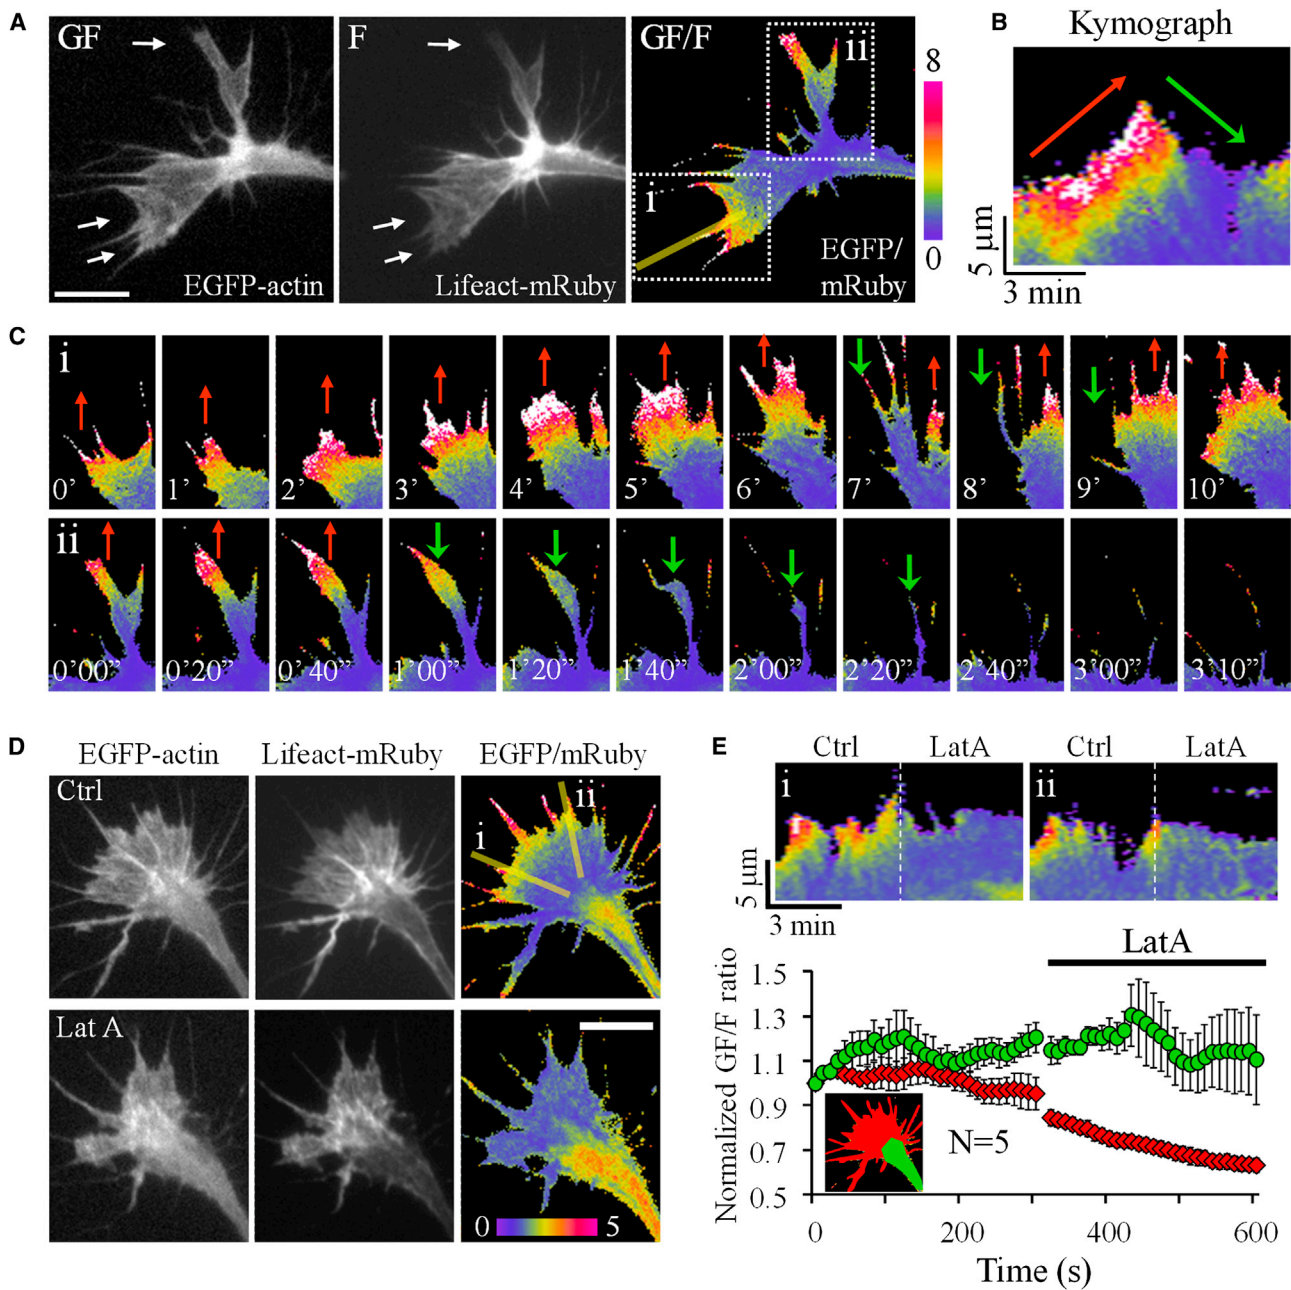 A
GF
F
GF/F
ii
i
EGFP-actin
Lifeact-mRuby
EGFP/
mRuby
8
0
B
Kymograph
5 µm
3 min
C
i
0’ 1’ 2’ 3’ 4’ 5’ 6’ 7’ 8’ 9’ 10’
ii
0’00” 0’20” 0’40” 1’00” 1’20” 1’40” 2’00” 2’20” 2’40” 3’00” 3’10”
D
EGFP-actin Lifeact-mRuby EGFP/mRuby
Ctrl
ii
i
Lat A
0 5
E
Ctrl LatA Ctrl LatA
i
ii
5 µm
3 min
LatA
Normalized GF/F ratio
1.5
1.3
1.1
0.9
0.7
0.5
N=5
0 200 400 600
Time (s)